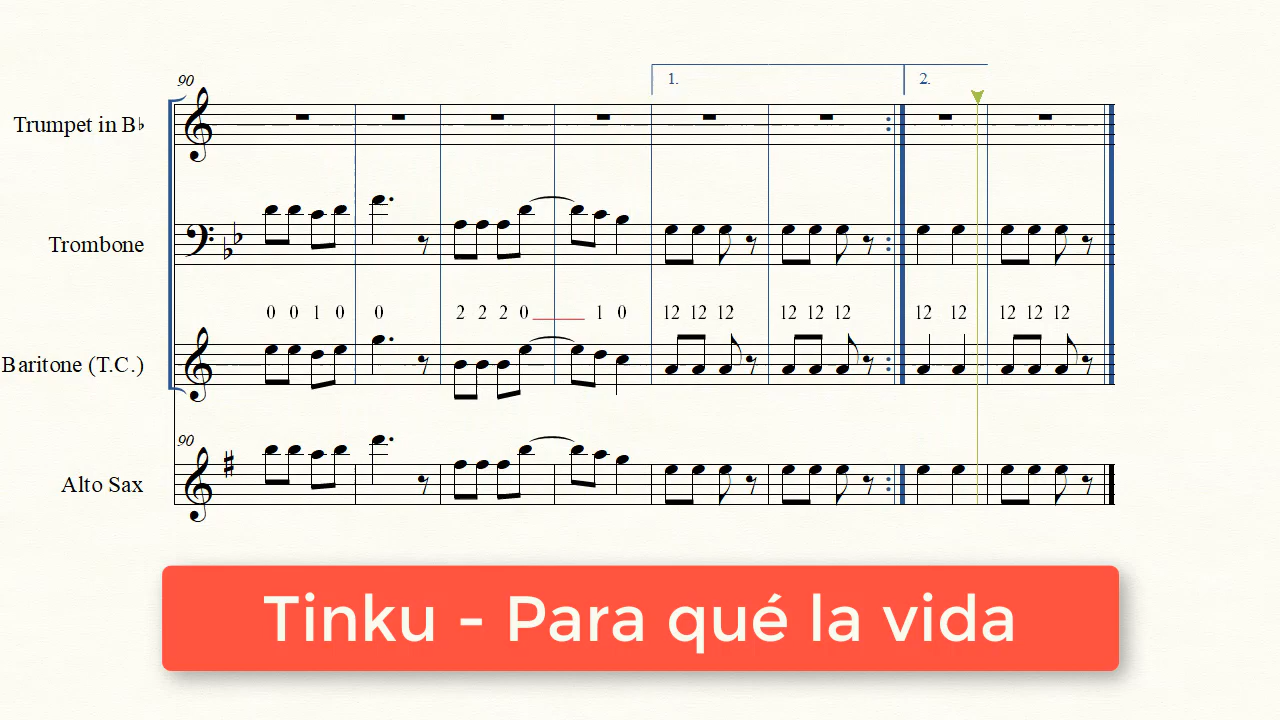 90
1.
2.
Trumpet in B♭
Trombone
0 0 1 0 0 2 2 2 0 1 0 12 12 12 12 12 12 12 12 12 12 12
Baritone (T.C.)
90
Alto Sax
Tinku - Para qué la vida